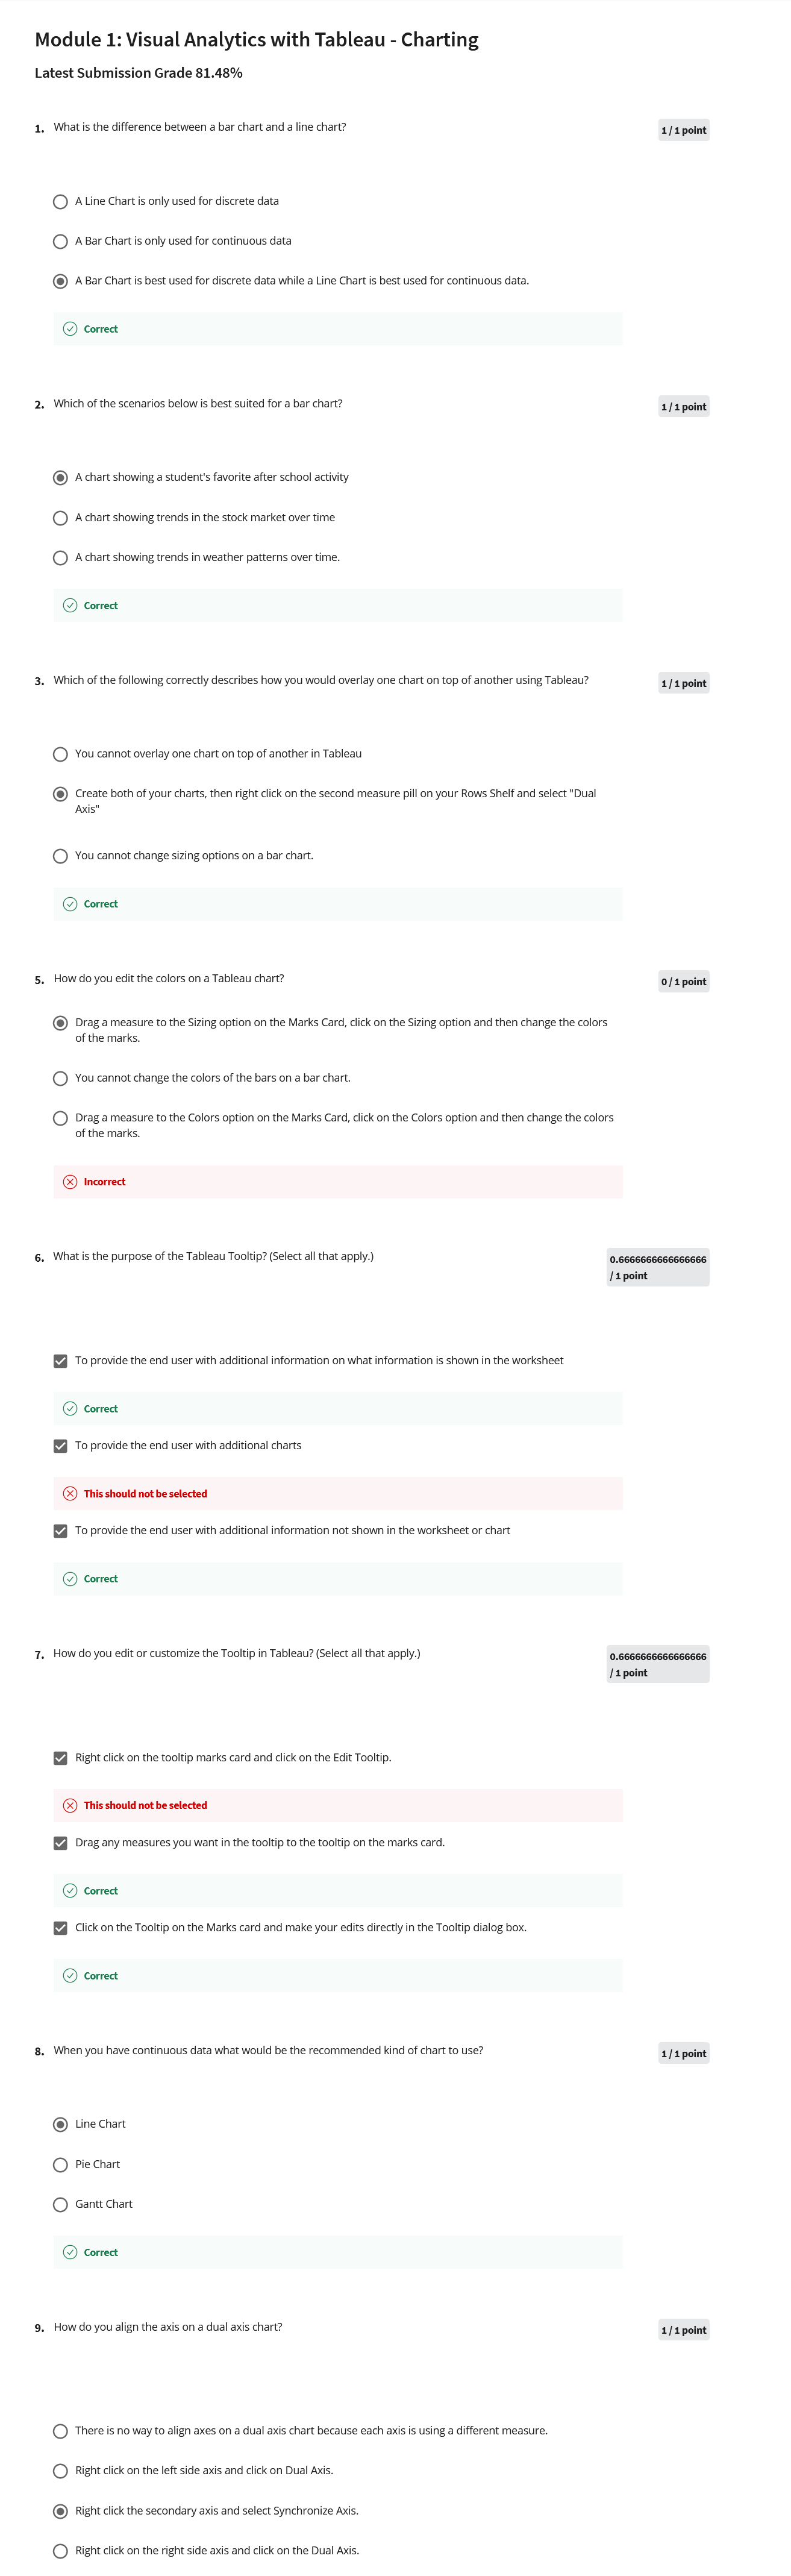 Module 1: Visual Analytics with Tableau - Charting
Latest Submission Grade 81.48%
1. What is the difference between a bar chart and a line chart?
1 / 1 point
A Line Chart is only used for discrete data
A Bar Chart is only used for continuous data
A Bar Chart is best used for discrete data while a Line Chart is best used for continuous data.
Correct
2. Which of the scenarios below is best suited for a bar chart?
1 / 1 point
A chart showing a student's favorite after school activity
A chart showing trends in the stock market over time
A chart showing trends in weather patterns over time.
Correct
3. Which of the following correctly describes how you would overlay one chart on top of another using Tableau?
1 / 1 point
You cannot overlay one chart on top of another in Tableau
Create both of your charts, then right click on the second measure pill on your Rows Shelf and select "Dual
Axis"
You cannot change sizing options on a bar chart.
Correct
5. How do you edit the colors on a Tableau chart?
0 / 1 point
Drag a measure to the Sizing option on the Marks Card, click on the Sizing option and then change the colors
of the marks.
You cannot change the colors of the bars on a bar chart.
Drag a measure to the Colors option on the Marks Card, click on the Colors option and then change the colors
of the marks.
Incorrect
6. What is the purpose of the Tableau Tooltip? (Select all that apply.)
0.6666666666666666
/ 1 point
To provide the end user with additional information on what information is shown in the worksheet
Correct
To provide the end user with additional charts
This should not be selected
To provide the end user with additional information not shown in the worksheet or chart
Correct
7. How do you edit or customize the Tooltip in Tableau? (Select all that apply.)
0.6666666666666666
/ 1 point
Right click on the tooltip marks card and click on the Edit Tooltip.
This should not be selected
Drag any measures you want in the tooltip to the tooltip on the marks card.
Correct
Click on the Tooltip on the Marks card and make your edits directly in the Tooltip dialog box.
Correct
8. When you have continuous data what would be the recommended kind of chart to use?
1 / 1 point
Line Chart
Pie Chart
Gantt Chart
Correct
9. How do you align the axis on a dual axis chart?
1 / 1 point
There is no way to align axes on a dual axis chart because each axis is using a different measure.
Right click on the left side axis and click on Dual Axis.
Right click the secondary axis and select Synchronize Axis.
Right click on the right side axis and click on the Dual Axis.